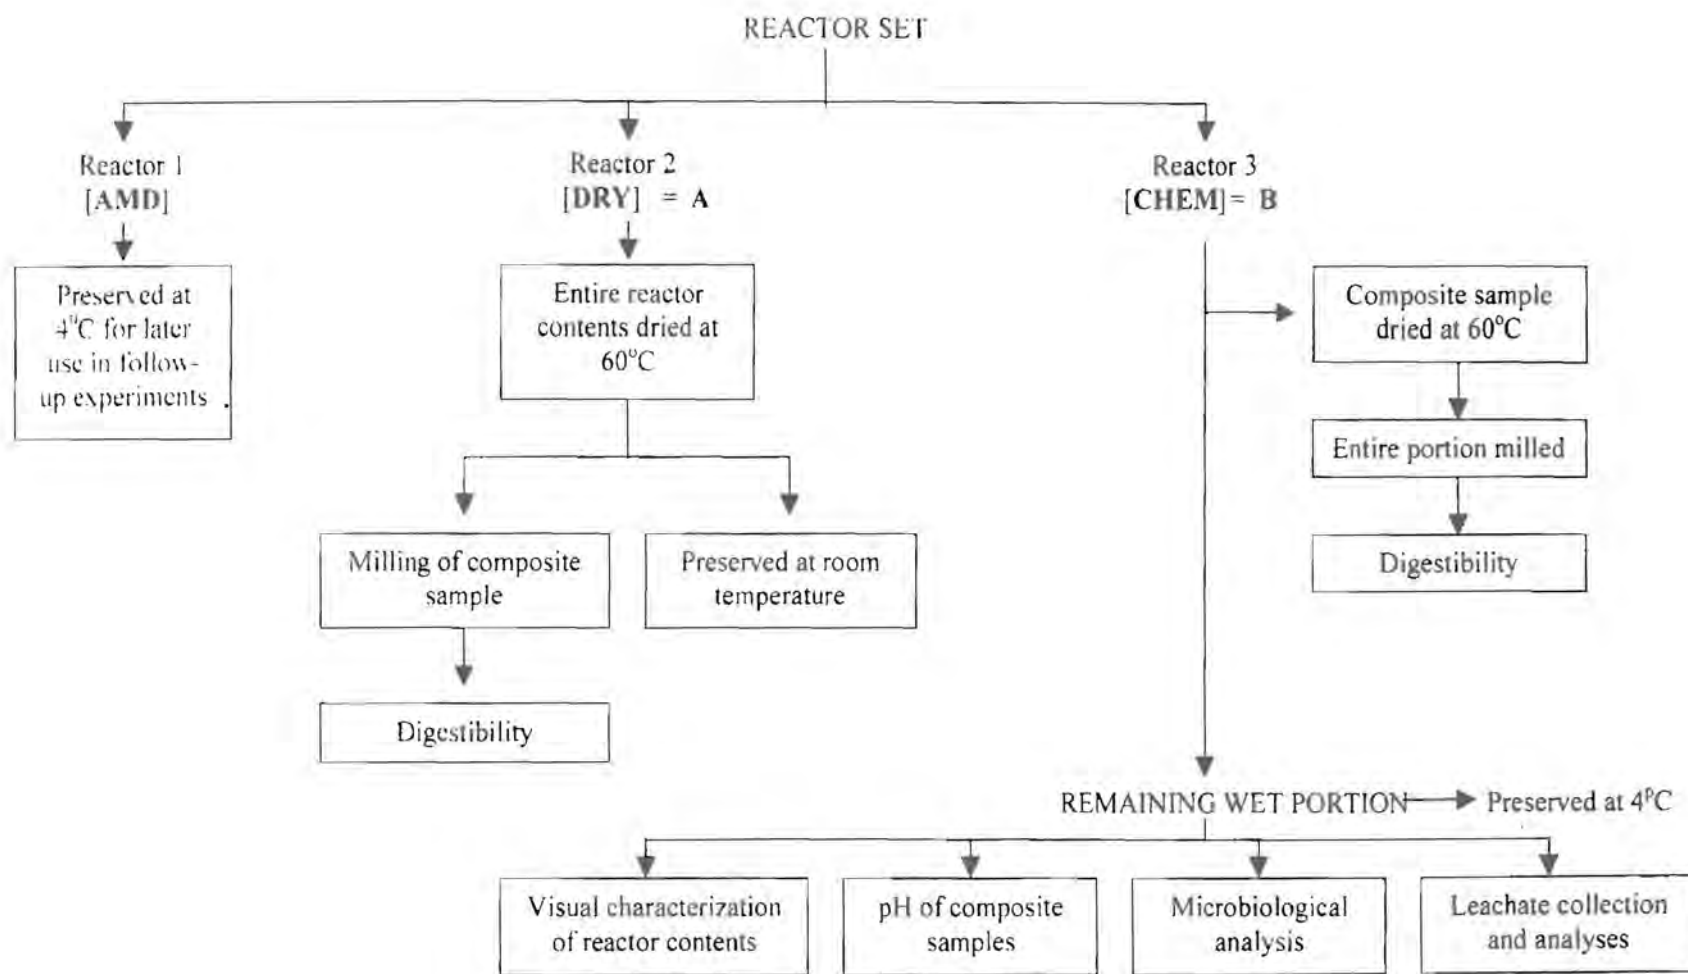 REACTOR SET
Reactor 1
[AMD]
Preserved at
4°C for later
use in follow-
up experiments
Reactor 2
[DRY] = A
Entire reactor
contents dried at
60°C
Milling of composite
sample
Preserved at room
temperature
Digestibility
Reactor 3
[CHEM] = B
Composite sample
dried at 60°C
Entire portion milled
Digestibility
REMAINING WET PORTION
Preserved at 4°C
Visual characterization
of reactor contents
pH of composite
samples
Microbiological
analysis
Leachate collection
and analyses